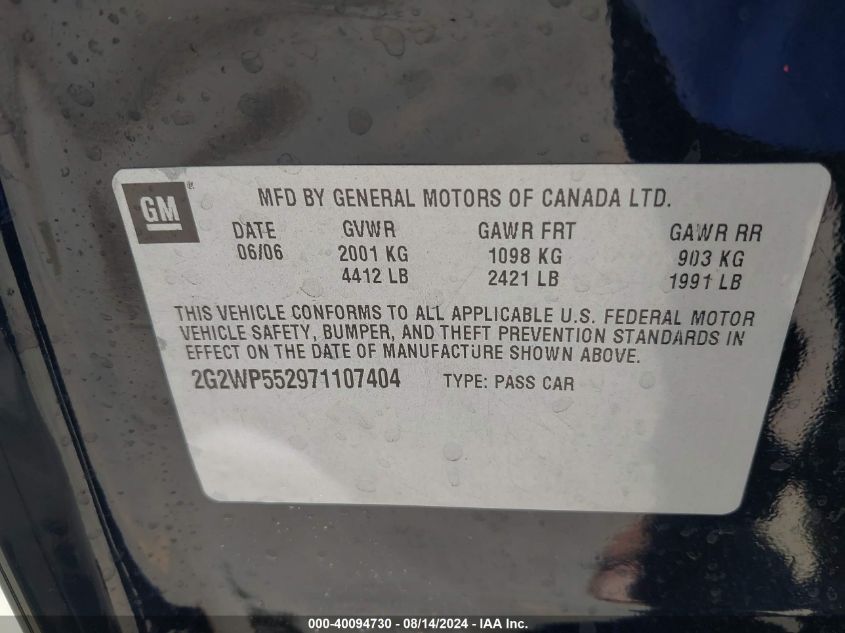 GM®
MFD BY GENERAL MOTORS OF CANADA LTD.
DATE GVWR GAWR FRT GAWR RR
06/06 2001 KG 1098 KG 903 KG
4412 LB 2421 LB 1991 LB
THIS VEHICLE CONFORMS TO ALL APPLICABLE U.S. FEDERAL MOTOR
VEHICLE SAFETY, BUMPER, AND THEFT PREVENTION STANDARDS IN
EFFECT ON THE DATE OF MANUFACTURE SHOWN ABOVE.
2G2WP552971107404 TYPE: PASS CAR
000-40094730 - 08/14/2024 - IAA Inc.